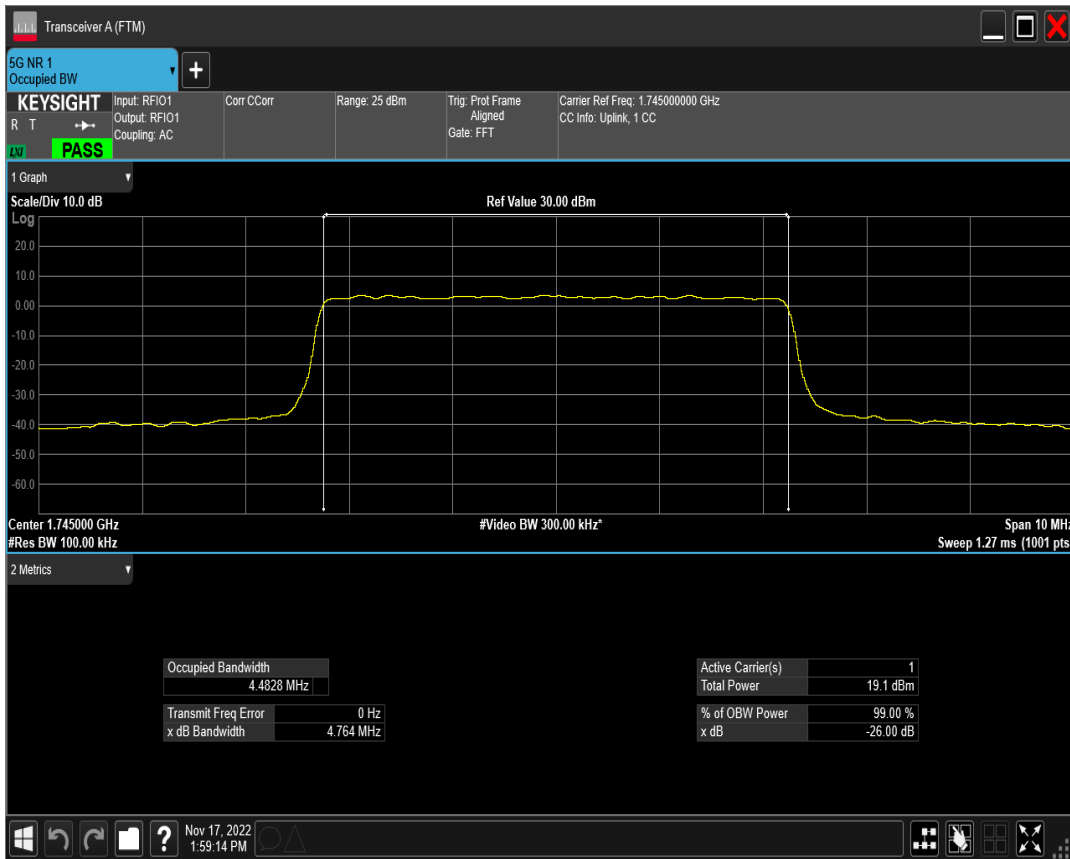 Transceiver A (FTM)
5G NR 1
Occupied BW
+
KEYSIGHT
R T
LXI
PASS
Input: RFIO1
Output: RFIO1
Coupling: AC
Corr CCorr
Range: 25 dBm
Trig: Prot Frame
Aligned
Gate: FFT
Carrier Ref Freq: 1.745000000 GHz
CC Info: Uplink, 1 CC
1 Graph
Scale/Div 10.0 dB
Ref Value 30.00 dBm
Log
20.0
10.0
0.00
-10.0
-20.0
-30.0
-40.0
-50.0
-60.0
Center 1.745000 GHz
#Video BW 300.00 kHz*
Span 10 MHz
#Res BW 100.00 kHz
Sweep 1.27 ms (1001 pts
2 Metrics
Occupied Bandwidth
4.4828 MHz
Transmit Freq Error 0 Hz
x dB Bandwidth 4.764 MHz
Active Carrier(s) 1
Total Power 19.1 dBm
% of OBW Power 99.00 %
x dB -26.00 dB
?
Nov 17, 2022
1:59:14 PM